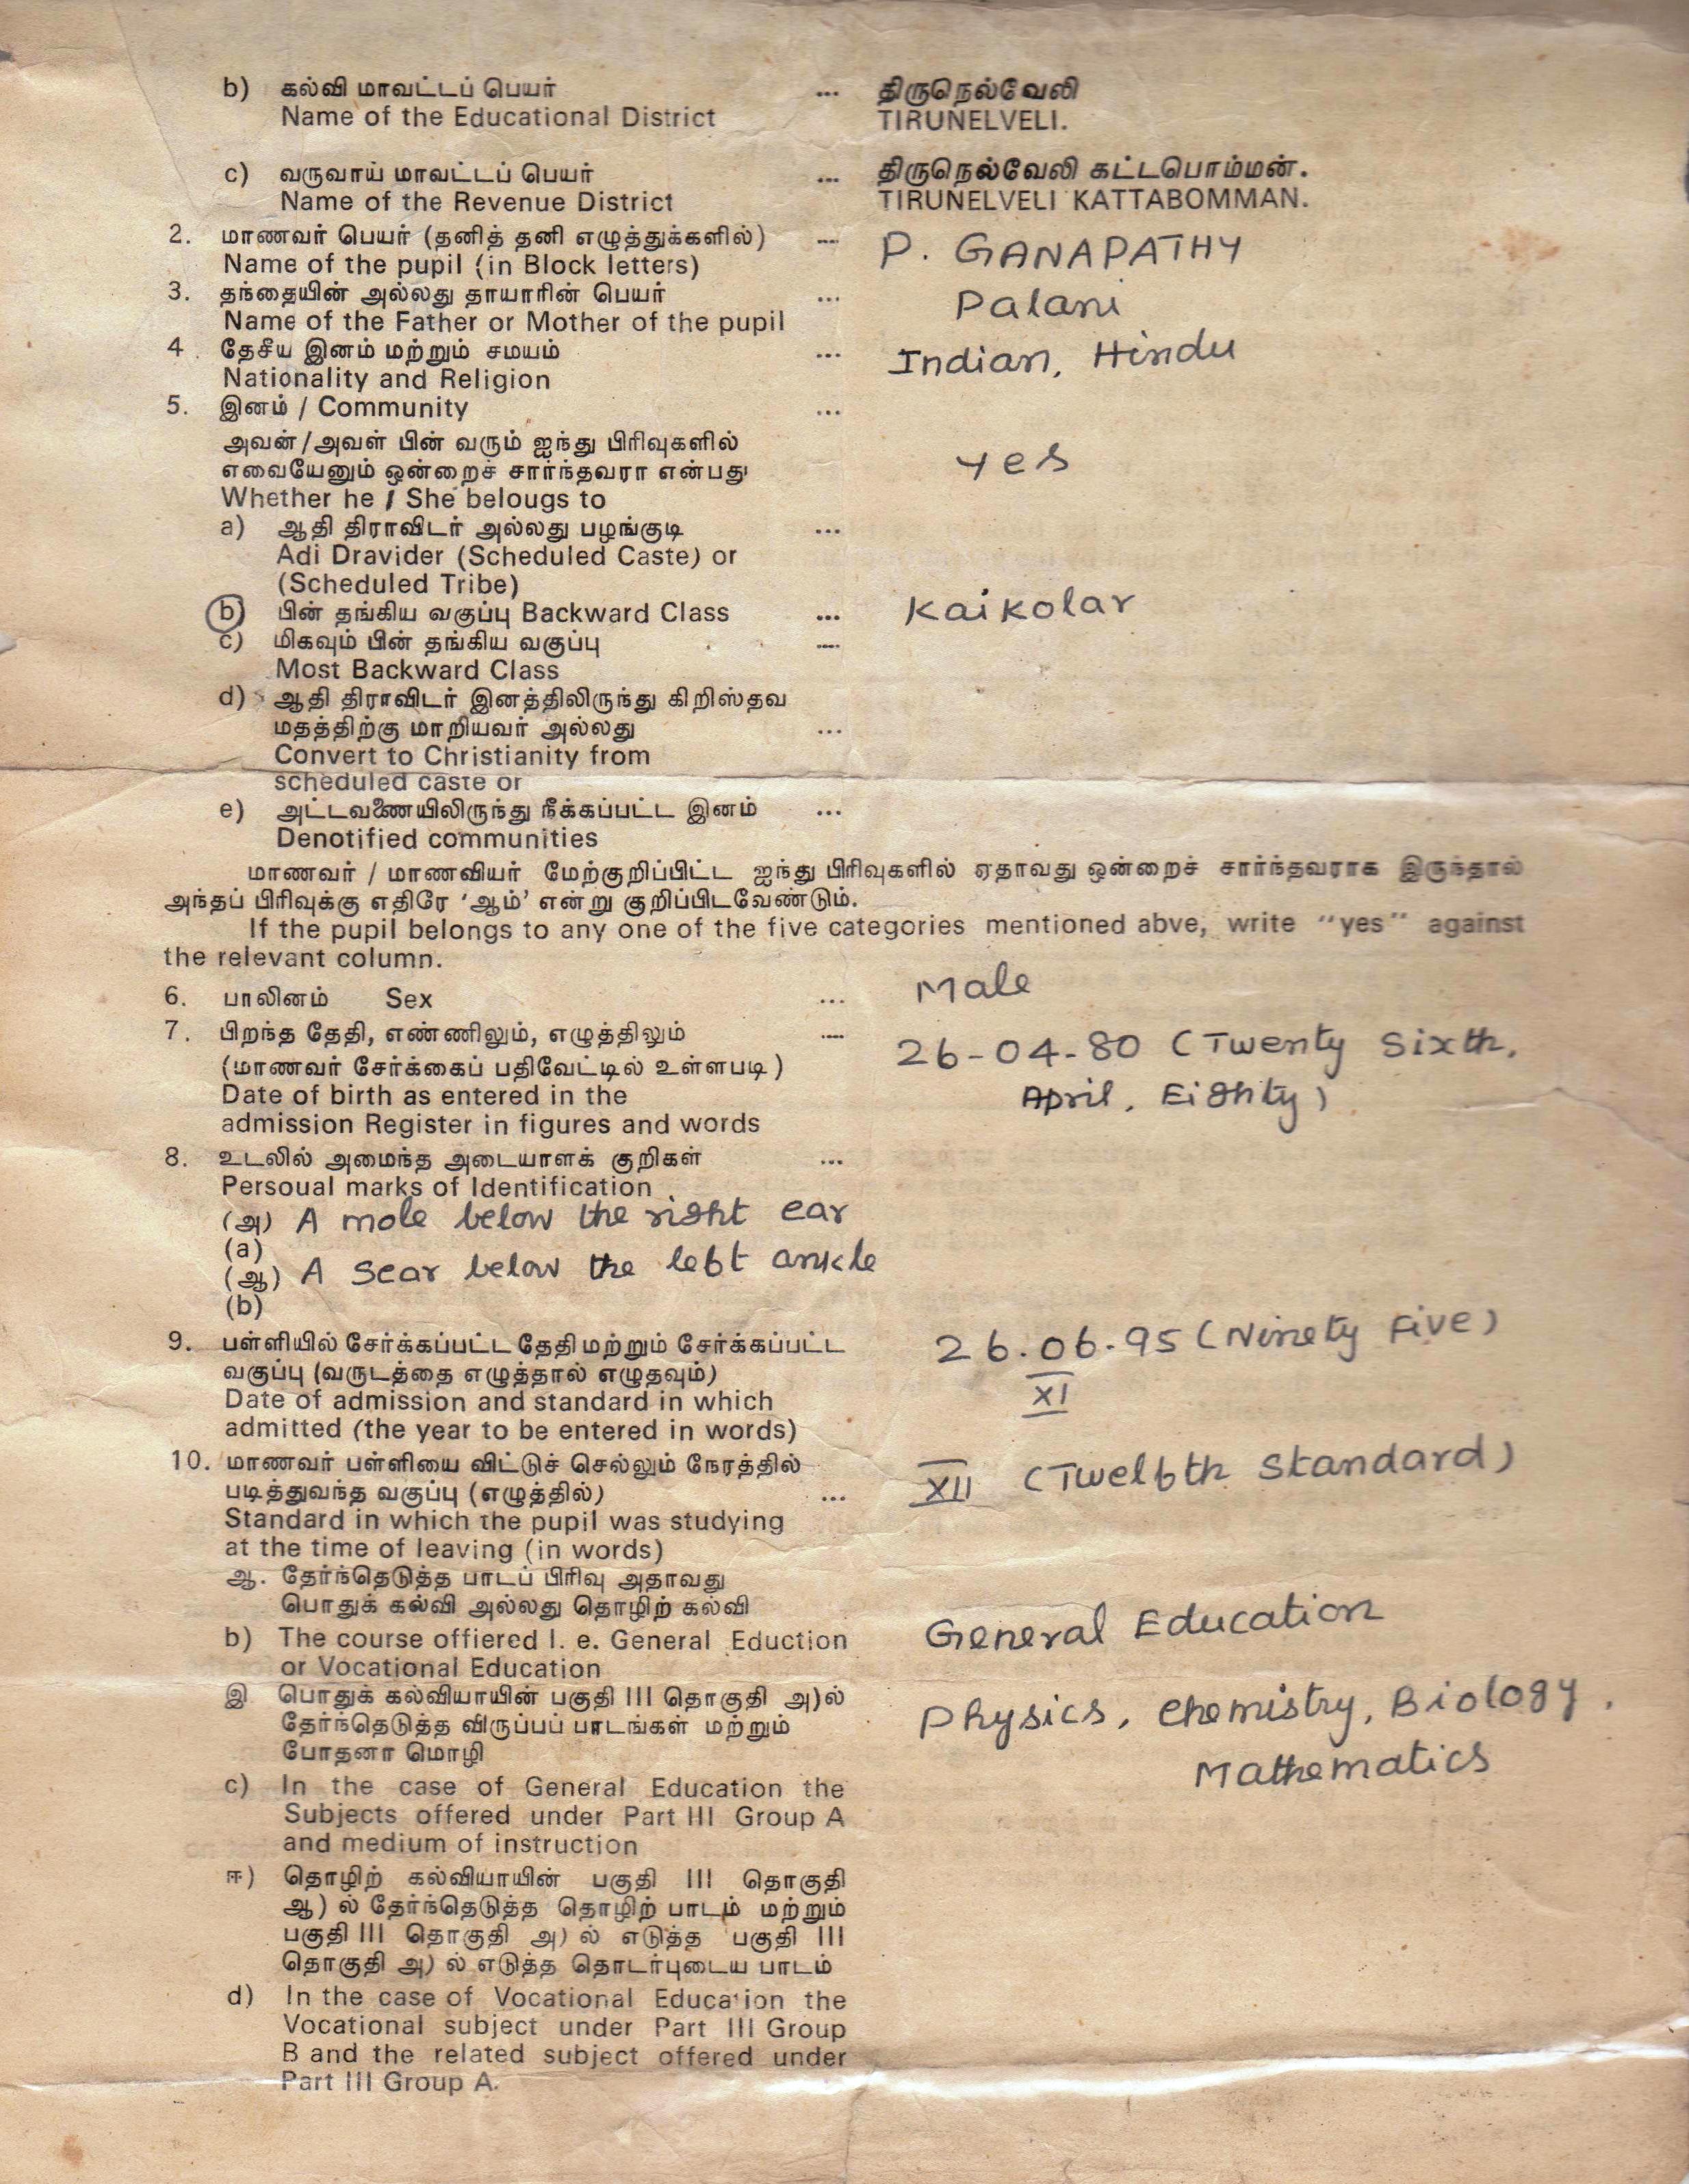 b) கல்வி மாவட்டப் பெயர் ... திருநெல்வேலி
Name of the Educational District TIRUNELVELI.
c) வருவாய் மாவட்டப் பெயர் ... திருநெல்வேலி கட்டபொம்மன்.
Name of the Revenue District TIRUNELVELI KATTABOMMAN.
2. மாணவர் பெயர் (தனித் தனி எழுத்துக்களில்) ... P. GANAPATHY
Name of the pupil (in Block letters)
3. தந்தையின் அல்லது தாயாரின் பெயர் ... Palani
Name of the Father or Mother of the pupil
4. தேசீய இனம் மற்றும் சமயம் ... Indian, Hindu
Nationality and Religion
5. இனம் / Community ...
அவன் / அவள் பின் வரும் ஐந்து பிரிவுகளில்
எவையேனும் ஒன்றைச் சார்ந்தவரா என்பது yes
Whether he / She belougs to
a) ஆதி திராவிடர் அல்லது பழங்குடி ...
Adi Dravider (Scheduled Caste) or
(Scheduled Tribe)
b) பின் தங்கிய வகுப்பு Backward Class ... Kaikolar
c) மிகவும் பின் தங்கிய வகுப்பு ...
Most Backward Class
d) ஆதி திராவிடர் இனத்திலிருந்து கிறிஸ்தவ
மதத்திற்கு மாறியவர் அல்லது ...
Convert to Christianity from
scheduled caste or
e) அட்டவணையிலிருந்து நீக்கப்பட்ட இனம் ...
Denotified communities
மாணவர் / மாணவியர் மேற்குறிப்பிட்ட ஐந்து பிரிவுகளில் ஏதாவது ஒன்றைச் சார்ந்தவராக இருந்தால்
அந்தப் பிரிவுக்கு எதிரே ‘ஆம்’ என்று குறிப்பிடவேண்டும்.
If the pupil belongs to any one of the five categories mentioned abve, write “yes” against
the relevant column.
6. பாலினம் Sex ... Male
7. பிறந்த தேதி, எண்ணிலும், எழுத்திலும் ... 26-04-80 (Twenty Sixth,
(மாணவர் சேர்க்கைப் பதிவேட்டில் உள்ளபடி)
Date of birth as entered in the April, Eighty)
admission Register in figures and words
8. உடலில் அமைந்த அடையாளக் குறிகள் ...
Persoual marks of Identification
(அ) A mole below the right ear
(a)
(ஆ) A Scar below the left ankle
(b)
9. பள்ளியில் சேர்க்கப்பட்ட தேதி மற்றும் சேர்க்கப்பட்ட 26.06.95 (Ninety Five)
வகுப்பு (வருடத்தை எழுத்தால் எழுதவும்)
Date of admission and standard in which XI
admitted (the year to be entered in words)
10. மாணவர் பள்ளியை விட்டுச் செல்லும் நேரத்தில்
படித்துவந்த வகுப்பு (எழுத்தில்) ... XII (Twelfth Standard)
Standard in which the pupil was studying
at the time of leaving (in words)
ஆ. தேர்ந்தெடுத்த பாடப் பிரிவு அதாவது
பொதுக் கல்வி அல்லது தொழிற் கல்வி
b) The course offiered I. e. General Eduction General Education
or Vocational Education
இ பொதுக் கல்வியாயின் பகுதி III தொகுதி அ)ல்
தேர்ந்தெடுத்த விருப்பப் பாடங்கள் மற்றும் Physics, Chemistry, Biology,
போதனா மொழி
c) In the case of General Education the Mathematics
Subjects offered under Part III Group A
and medium of instruction
ஈ) தொழிற் கல்வியாயின் பகுதி III தொகுதி
ஆ) ல் தேர்ந்தெடுத்த தொழிற் பாடம் மற்றும்
பகுதி III தொகுதி அ) ல் எடுத்த பகுதி III
தொகுதி அ) ல் எடுத்த தொடர்புடைய பாடம்
d) In the case of Vocational Education the
Vocational subject under Part III Group
B and the related subject offered under
Part III Group A.